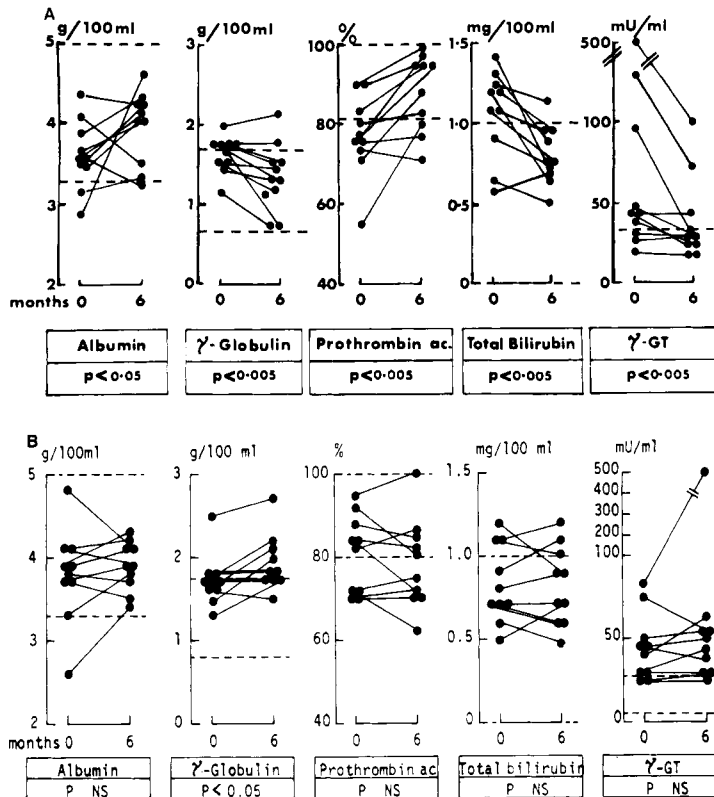 A
g/100ml g/100ml % mg/100ml mU/ml
5 3 100 1·5 500
4 2 80 1·0 100
3 1 60 0·5 50
2 0 40 0 0
months 0 6 0 6 0 6 0 6 0 6
Albumin γ-Globulin Prothrombin ac. Total Bilirubin γ-GT
p<0·05 p<0·005 p<0·005 p<0·005 p<0·005
B
g/100ml g/100 ml % mg/100 ml mU/ml
5 3 100 1.5 500
400
300
200
100
4 2 80 1.0
3 1 60 0.5 50
2 0 40 0 0
months 0 6 0 6 0 6 0 6 0 6
Albumin γ-Globulin Prothrombin ac Total bilirubin γ-GT
P NS P< 0.05 P NS P NS P NS